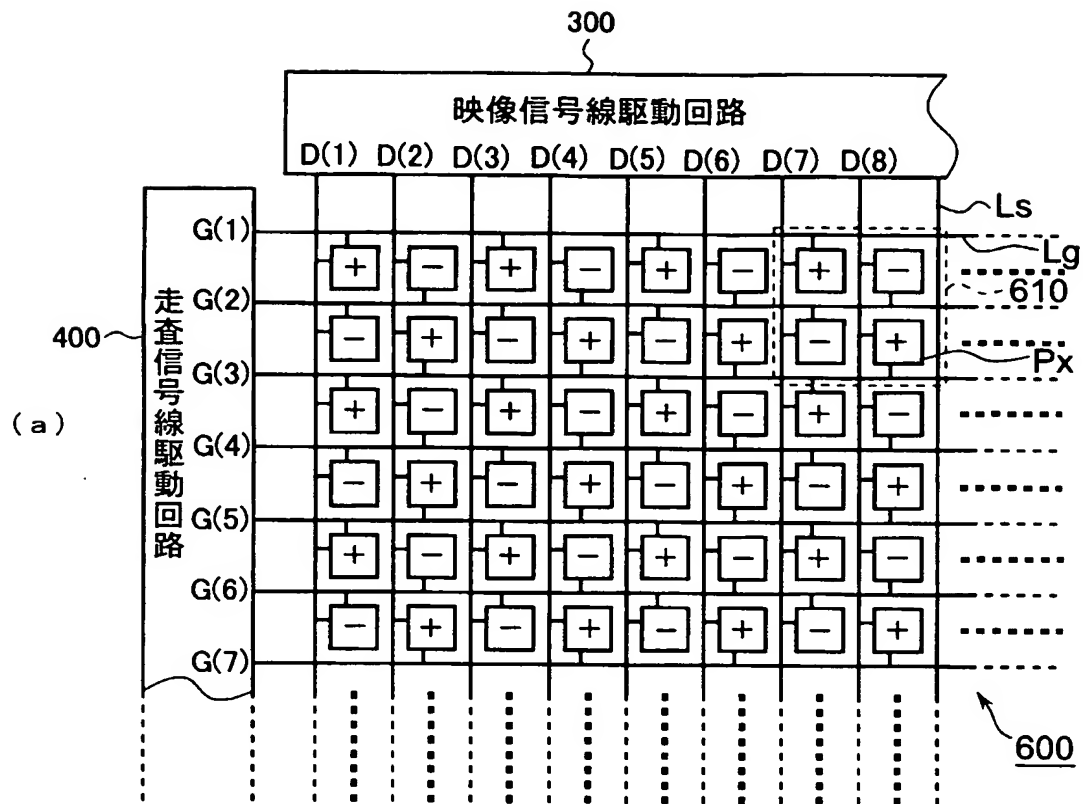 300
映像信号線駆動回路
D(1) D(2) D(3) D(4) D(5) D(6) D(7) D(8)
Ls
G(1)
Lg
+ − + − + − + −
610
G(2)
400
− + − + − + − +
Px
G(3)
(a)
走査信号線駆動回路
+ − + − + − + −
G(4)
− + − + − + − +
G(5)
+ − + − + − + −
G(6)
− + − + − + − +
G(7)
600